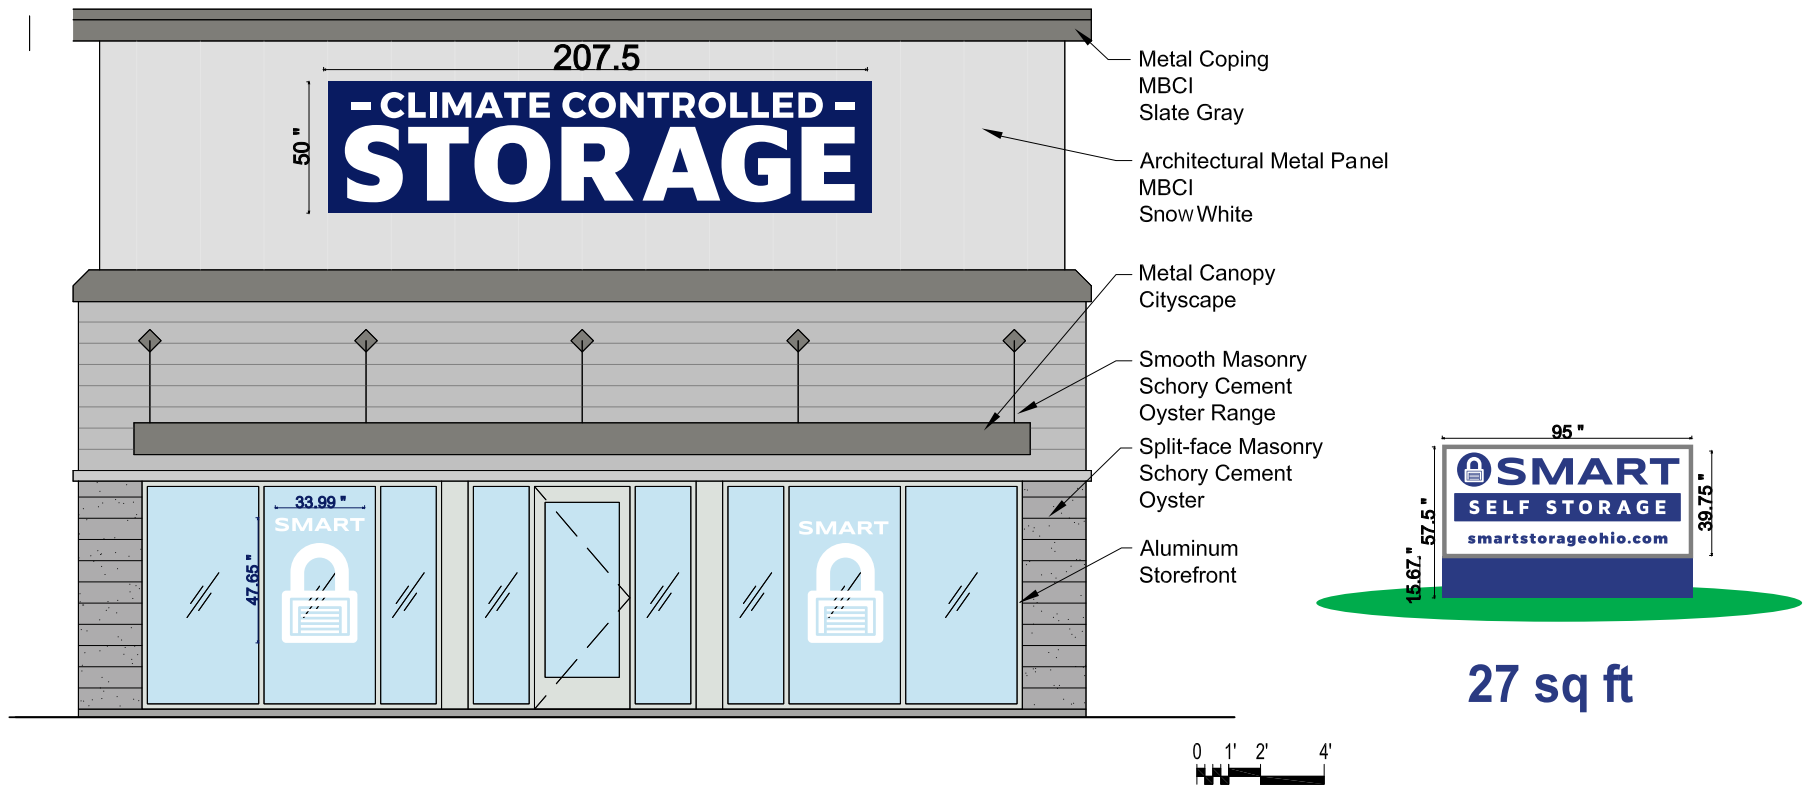 207.5
50 "
- CLIMATE CONTROLLED -
STORAGE
Metal Coping
MBCI
Slate Gray
Architectural Metal Panel
MBCI
Snow White
Metal Canopy
Cityscape
Smooth Masonry
Schory Cement
Oyster Range
Split-face Masonry
Schory Cement
Oyster
Aluminum
Storefront
33.99 "
SMART
47.65 "
SMART
95 "
SMART
SELF STORAGE
smartstorageohio.com
39.75 "
57.5 "
15.67 "
27 sq ft
0 1' 2' 4'